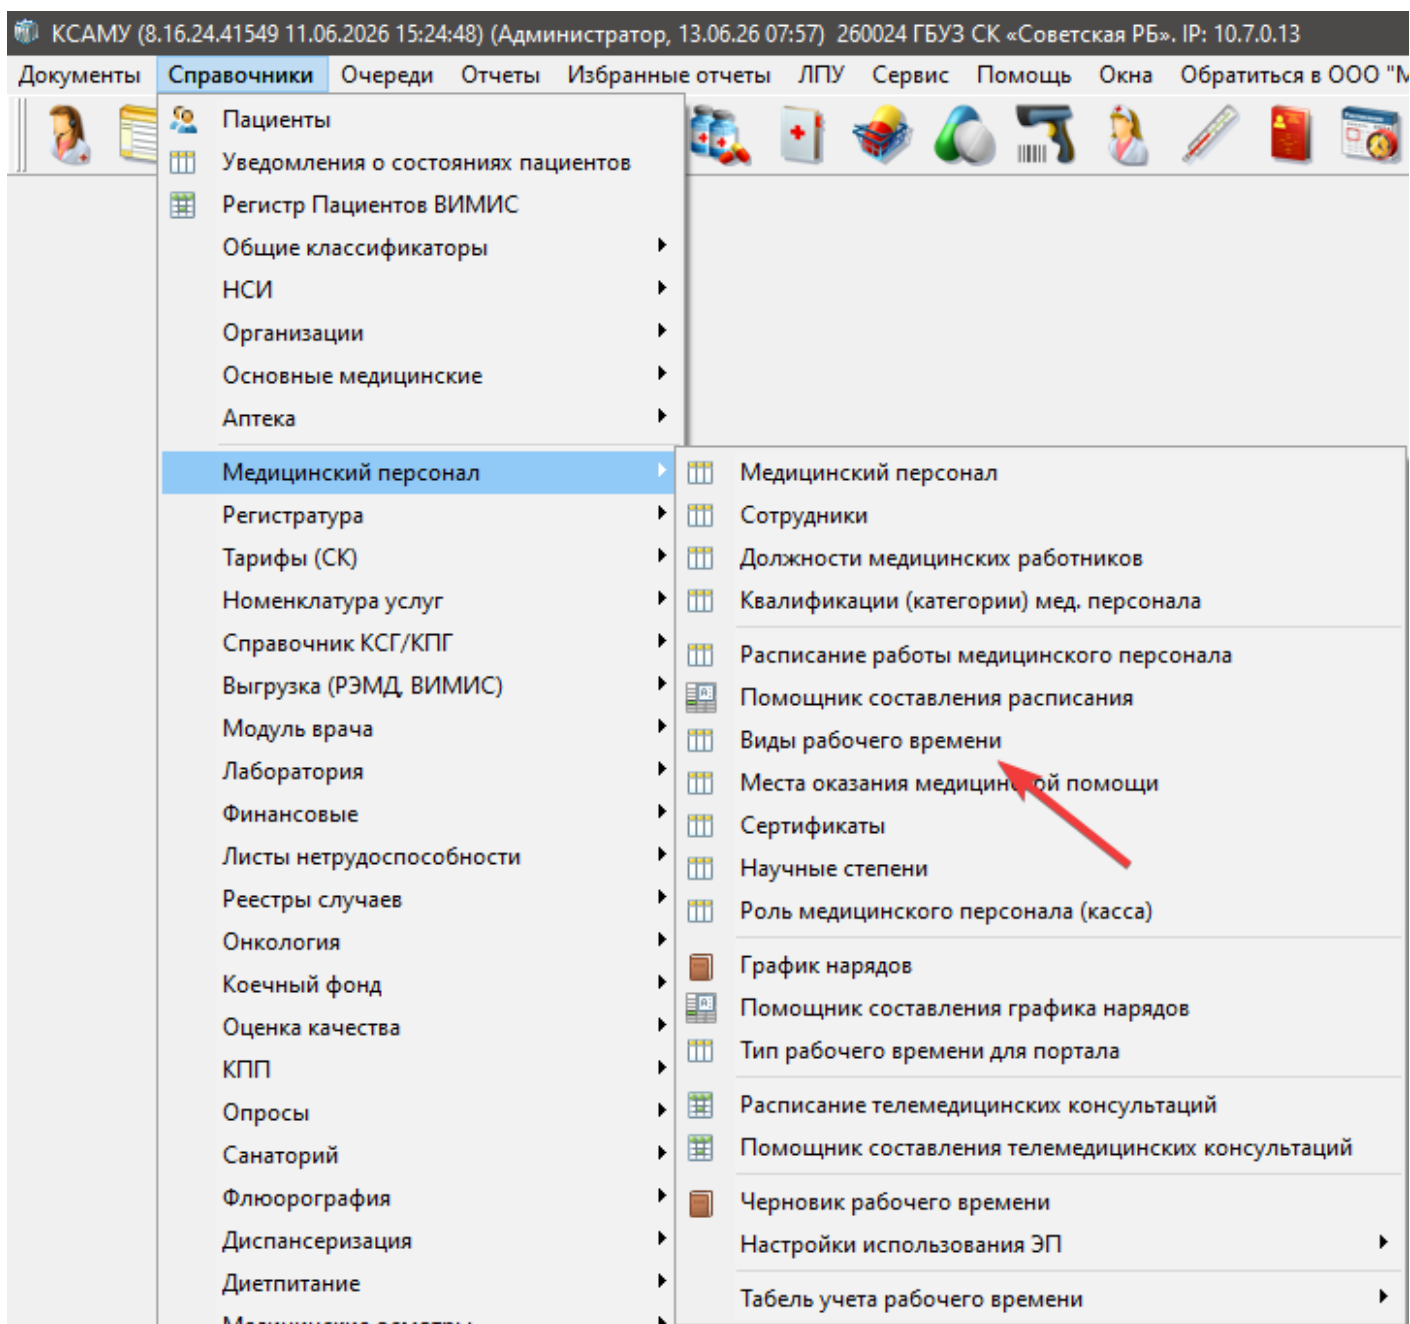 КСАМУ (8.16.24.41549 11.06.2026 15:24:48) (Администратор, 13.06.26 07:57) 260024 ГБУЗ СК «Советская РБ». IP: 10.7.0.13
Документы Справочники Очереди Отчеты Избранные отчеты ЛПУ Сервис Помощь Окна Обратиться в ООО "М
Пациенты
Уведомления о состояниях пациентов
Регистр Пациентов ВИМИС
Общие классификаторы
НСИ
Организации
Основные медицинские
Аптека
Медицинский персонал
Регистратура
Тарифы (СК)
Номенклатура услуг
Справочник КСГ/КПГ
Выгрузка (РЭМД, ВИМИС)
Модуль врача
Лаборатория
Финансовые
Листы нетрудоспособности
Реестры случаев
Онкология
Коечный фонд
Оценка качества
КПП
Опросы
Санаторий
Флюорография
Диспансеризация
Диетпитание
Медицинские осмотры
Медицинский персонал
Сотрудники
Должности медицинских работников
Квалификации (категории) мед. персонала
Расписание работы медицинского персонала
Помощник составления расписания
Виды рабочего времени
Места оказания медицинской помощи
Сертификаты
Научные степени
Роль медицинского персонала (касса)
График нарядов
Помощник составления графика нарядов
Тип рабочего времени для портала
Расписание телемедицинских консультаций
Помощник составления телемедицинских консультаций
Черновик рабочего времени
Настройки использования ЭП
Табель учета рабочего времени